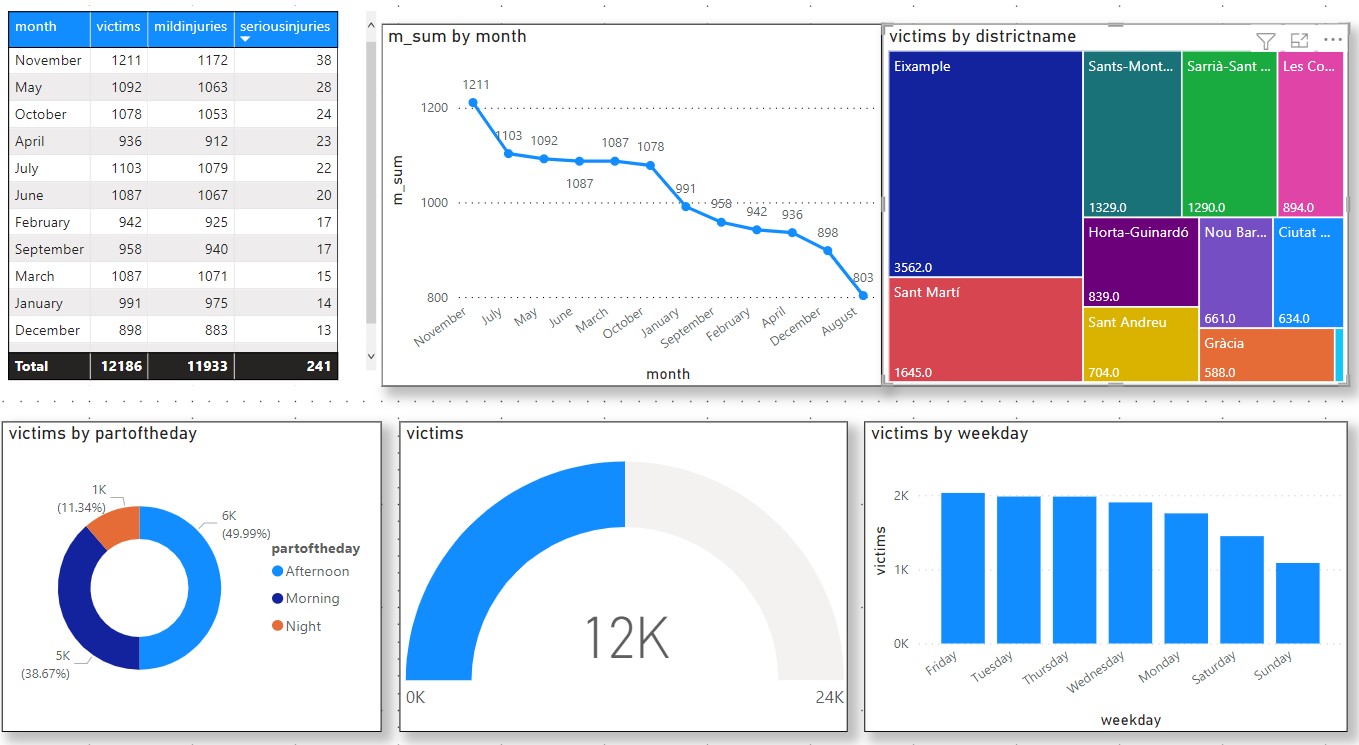 month victims mildinjuries seriousinjuries
November 1211 1172 38
May 1092 1063 28
October 1078 1053 24
April 936 912 23
July 1103 1079 22
June 1087 1067 20
February 942 925 17
September 958 940 17
March 1087 1071 15
January 991 975 14
December 898 883 13
Total 12186 11933 241
m_sum by month
m_sum
1200
1000
800
1211
1103
1092
1087
1087
1078
991
958
942
936
898
803
November July May June March October January September February April December August
month
victims by districtname
Eixample
3562.0
Sant Martí
1645.0
Sants-Mont...
1329.0
Sarrià-Sant ...
1290.0
Les Co...
894.0
Horta-Guinardó
839.0
Sant Andreu
704.0
Nou Bar...
661.0
Ciutat ...
634.0
Gràcia
588.0
victims by partoftheday
1K
(11.34%)
6K
(49.99%)
5K
(38.67%)
partoftheday
Afternoon
Morning
Night
victims
12K
0K 24K
victims by weekday
victims
2K
1K
0K
Friday Tuesday Thursday Wednesday Monday Saturday Sunday
weekday